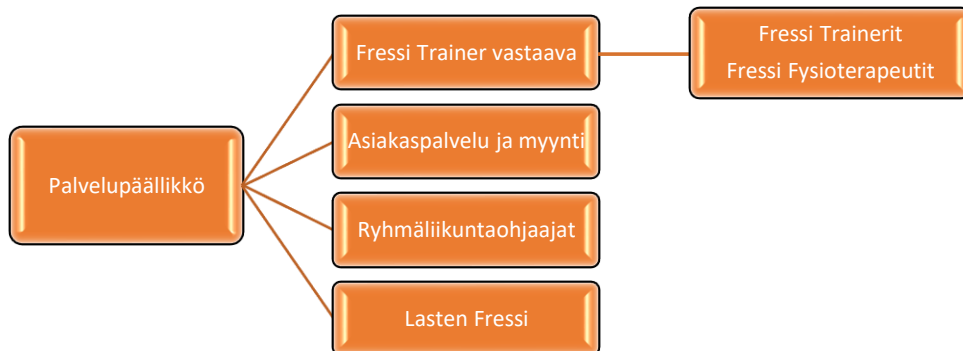 Palvelupäällikkö
Fressi Trainer vastaava
Fressi Trainerit
Fressi Fysioterapeutit
Asiakaspalvelu ja myynti
Ryhmäliikuntaohjaajat
Lasten Fressi